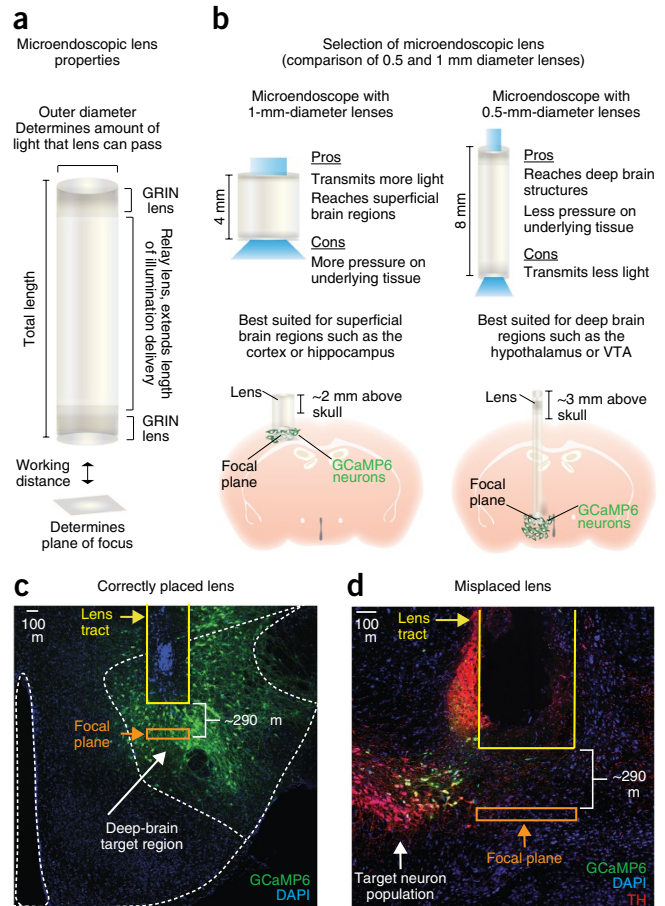 a
Microendoscopic lens
properties
Outer diameter
Determines amount of
light that lens can pass
GRIN
lens
Total length
Relay lens, extends length
of illumination delivery
GRIN
lens
Working
distance
Determines
plane of focus
b
Selection of microendoscopic lens
(comparison of 0.5 and 1 mm diameter lenses)
Microendoscope with
1-mm-diameter lenses
4 mm
Pros
Transmits more light
Reaches superficial
brain regions
Cons
More pressure on
underlying tissue
Best suited for superficial
brain regions such as the
cortex or hippocampus
Lens
~2 mm above
skull
Focal
plane
GCaMP6
neurons
Microendoscope with
0.5-mm-diameter lenses
8 mm
Pros
Reaches deep brain
structures
Less pressure on
underlying tissue
Cons
Transmits less light
Best suited for deep brain
regions such as the
hypothalamus or VTA
Lens
~3 mm above
skull
Focal
plane
GCaMP6
neurons
c
Correctly placed lens
100
m
Lens
tract
~290 m
Focal
plane
Deep-brain
target region
GCaMP6
DAPI
d
Misplaced lens
100
m
Lens
tract
~290
m
Focal plane
Target neuron
population
GCaMP6
DAPI
TH